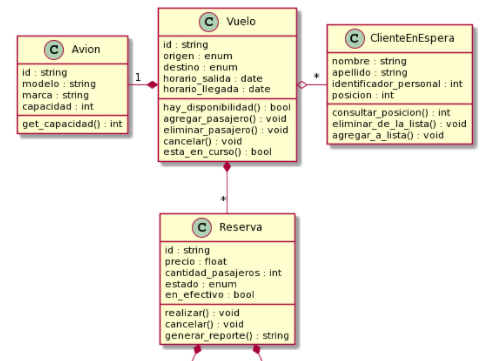 C Avion
id : string
modelo : string
marca : string
capacidad : int
get_capacidad() : int
1
C Vuelo
id : string
origen : enum
destino : enum
horario_salida : date
horario_llegada : date
hay_disponibilidad() : bool
agregar_pasajero() : void
eliminar_pasajero() : void
cancelar() : void
esta_en_curso() : bool
*
C ClienteEnEspera
nombre : string
apellido : string
identificador_personal : int
posicion : int
consultar_posicion() : int
eliminar_de_la_lista() : void
agregar_a_lista() : void
*
C Reserva
id : string
precio : float
cantidad_pasajeros : int
estado : enum
en_efectivo : bool
realizar() : void
cancelar() : void
generar_reporte() : string